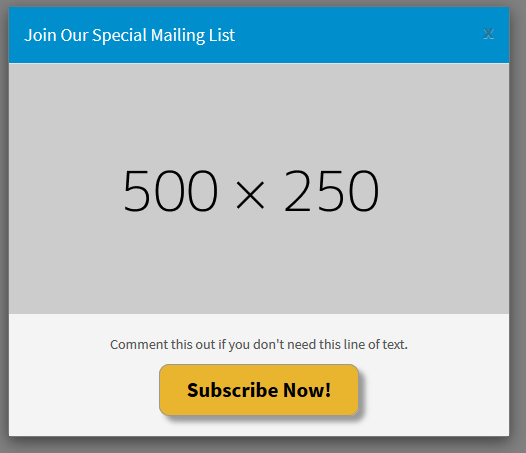 Join Our Special Mailing List x
500 × 250
Comment this out if you don't need this line of text.
Subscribe Now!